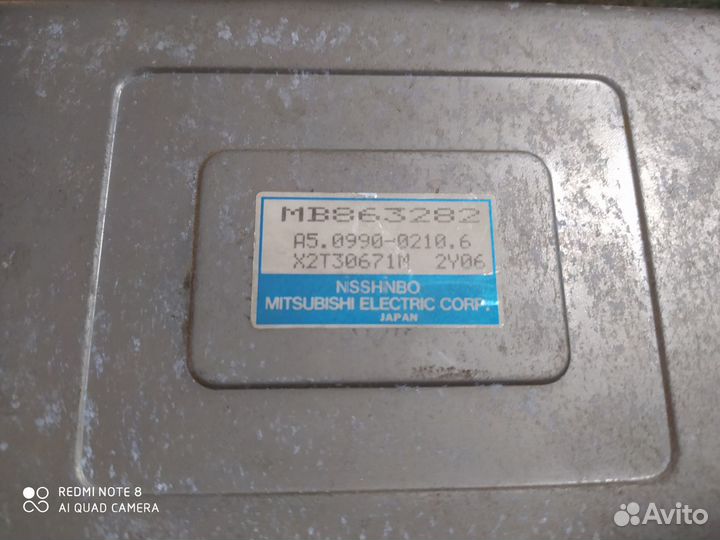 MB863282
A5.0990-0210.6
X2T30671M 2Y06
NISSHINBO
MITSUBISHI ELECTRIC CORP.
JAPAN
REDMI NOTE 8
AI QUAD CAMERA
Avito